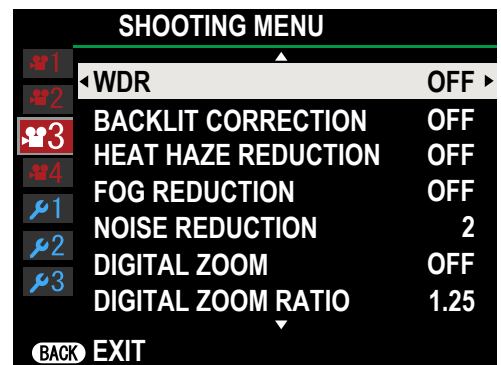 SHOOTING MENU
1
2
3
4
1
2
3
WDR OFF
BACKLIT CORRECTION OFF
HEAT HAZE REDUCTION OFF
FOG REDUCTION OFF
NOISE REDUCTION 2
DIGITAL ZOOM OFF
DIGITAL ZOOM RATIO 1.25
BACK EXIT